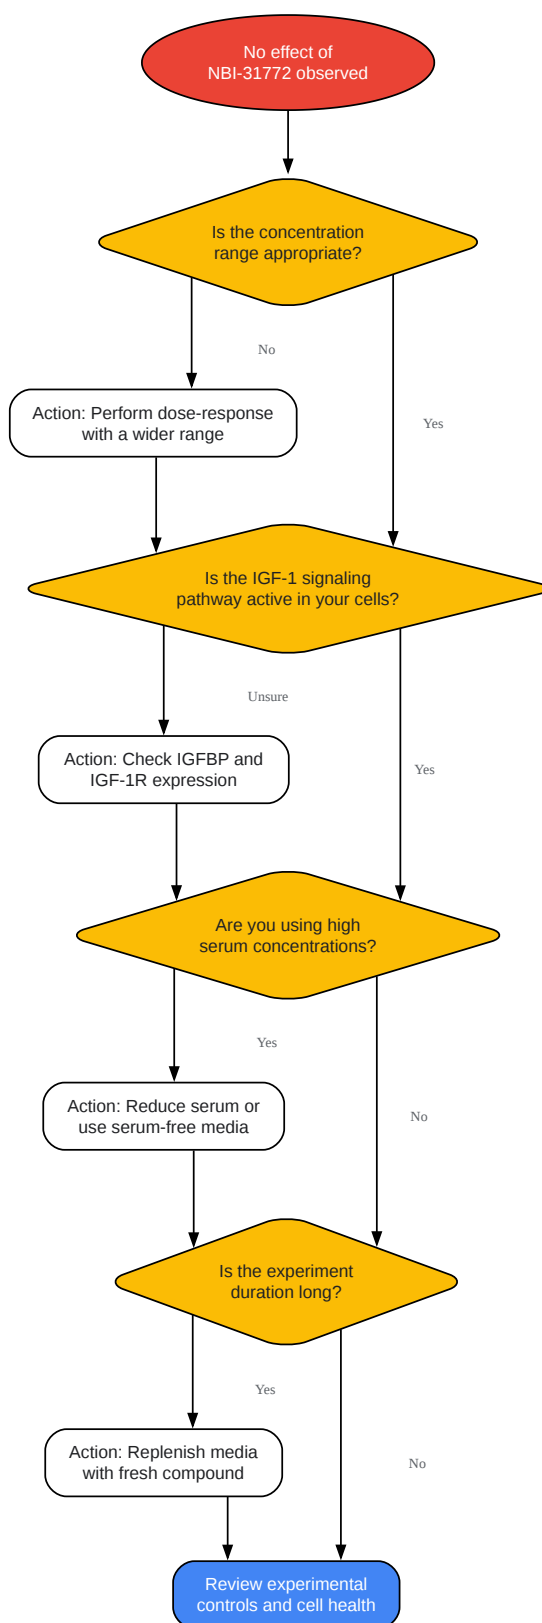 No effect of
NBI-31772 observed
Is the concentration
range appropriate?
No
Action: Perform dose-response
with a wider range
Yes
Is the IGF-1 signaling
pathway active in your cells?
Unsure
Action: Check IGFBP and
IGF-1R expression
Yes
Are you using high
serum concentrations?
Yes
Action: Reduce serum or
use serum-free media
No
Is the experiment
duration long?
Yes
Action: Replenish media
with fresh compound
No
Review experimental
controls and cell health